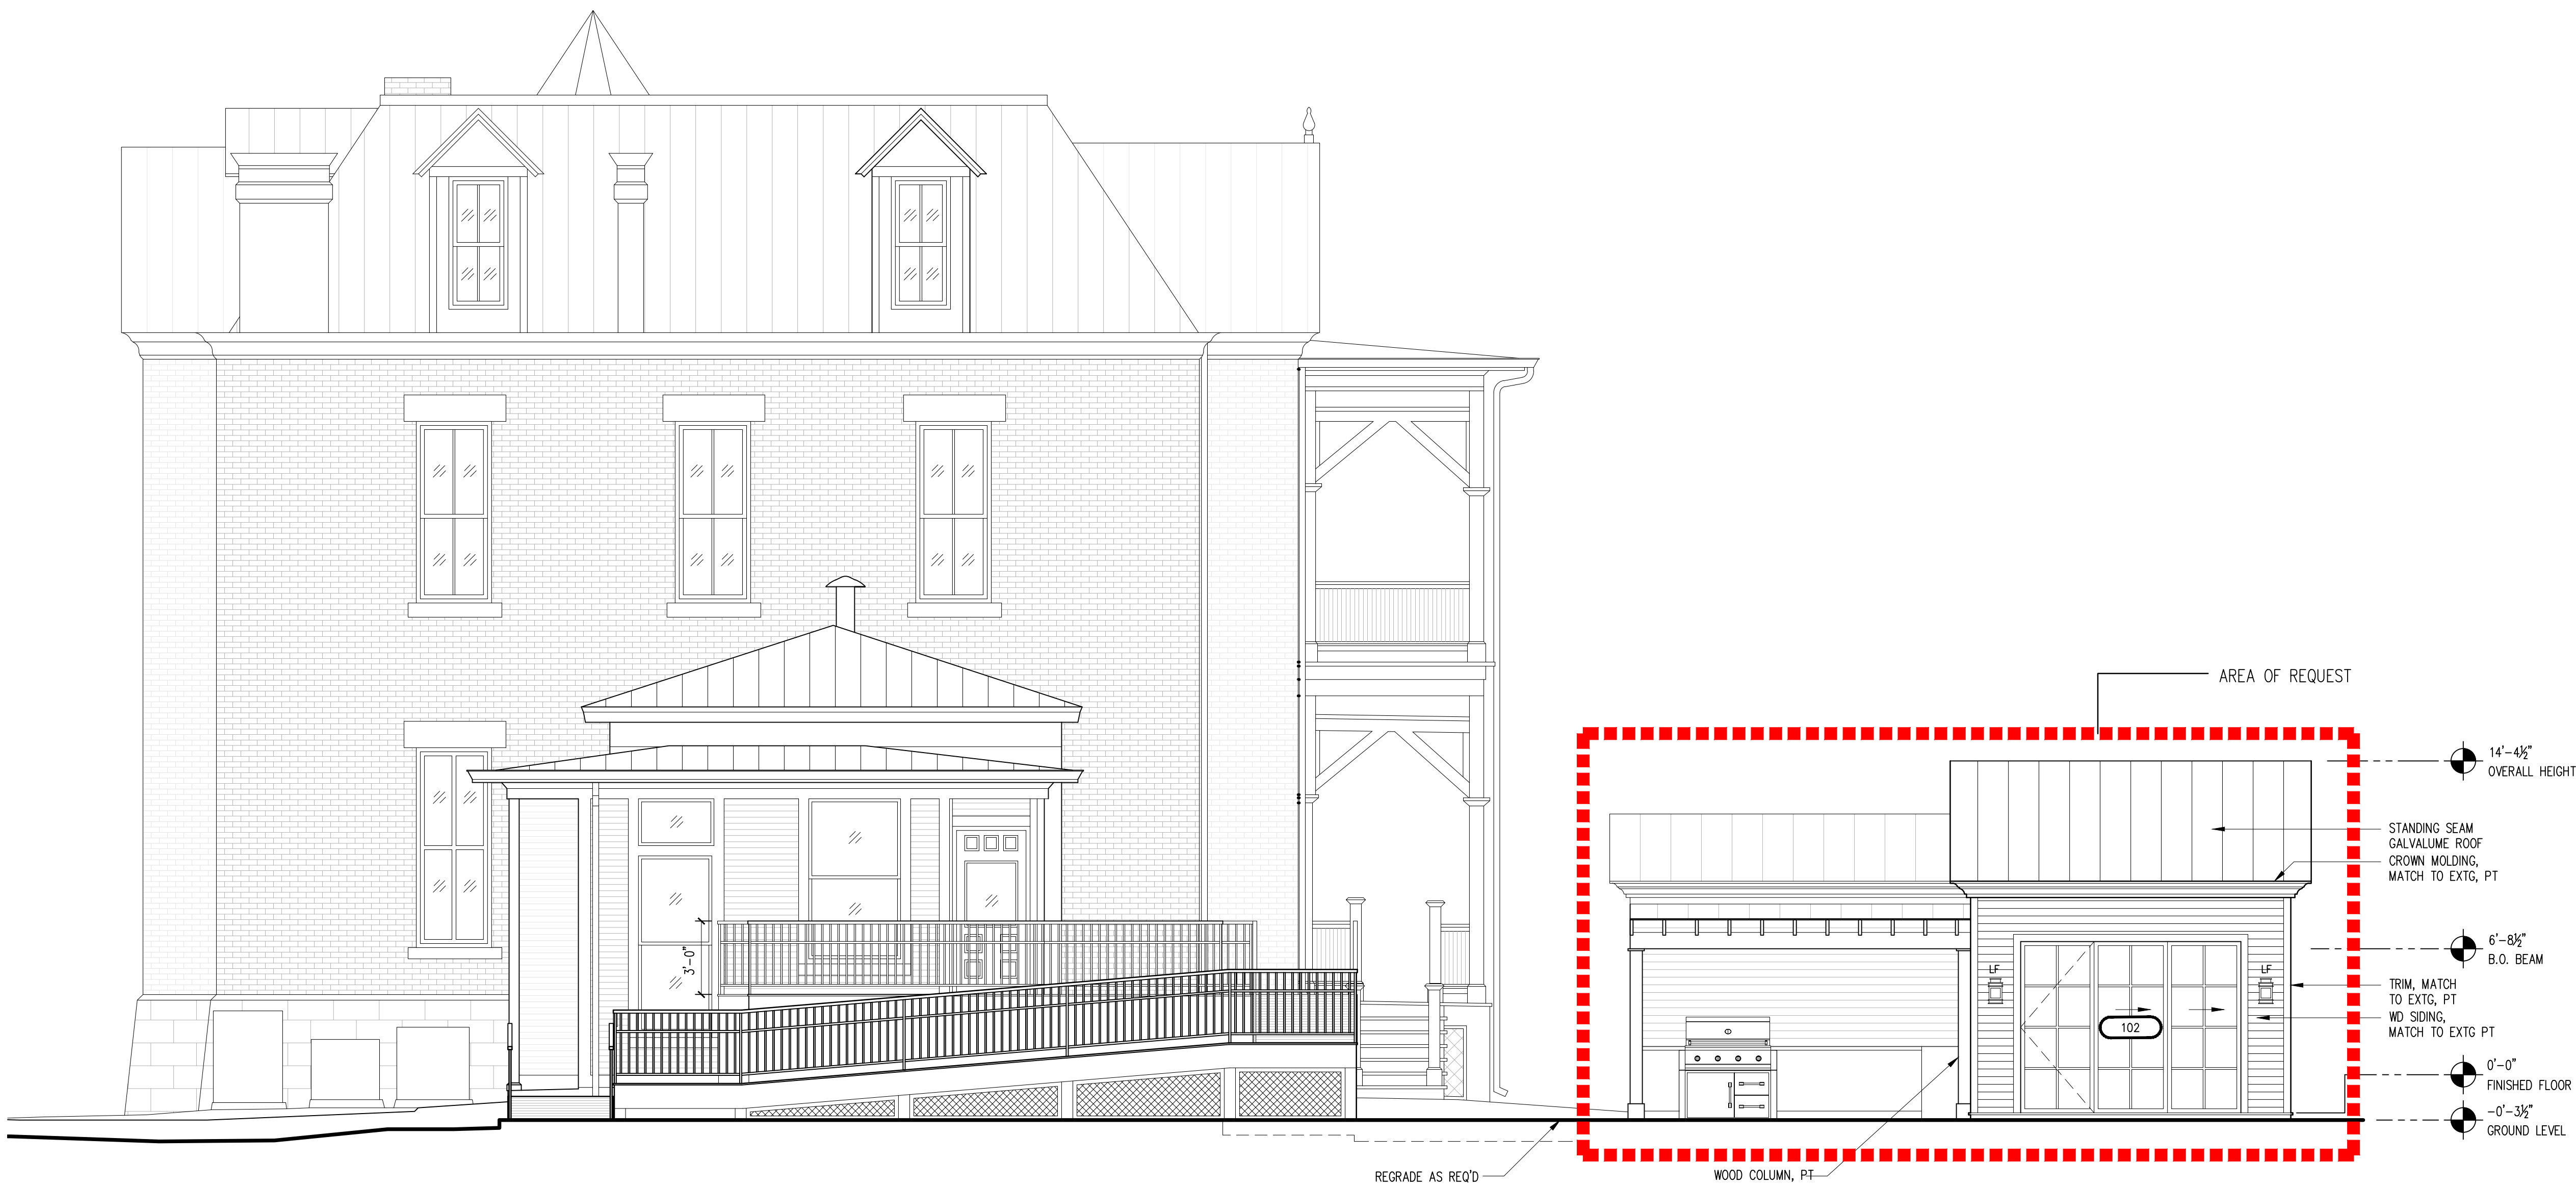 AREA OF REQUEST
14'-4½"
OVERALL HEIGHT
STANDING SEAM
GALVALUME ROOF
CROWN MOLDING,
MATCH TO EXTG, PT
6'-8½"
B.O. BEAM
3'-0"
LF
LF
TRIM, MATCH
TO EXTG, PT
WD SIDING,
MATCH TO EXTG PT
102
0'-0"
FINISHED FLOOR
-0'-3½"
GROUND LEVEL
REGRADE AS REQ'D
WOOD COLUMN, PT